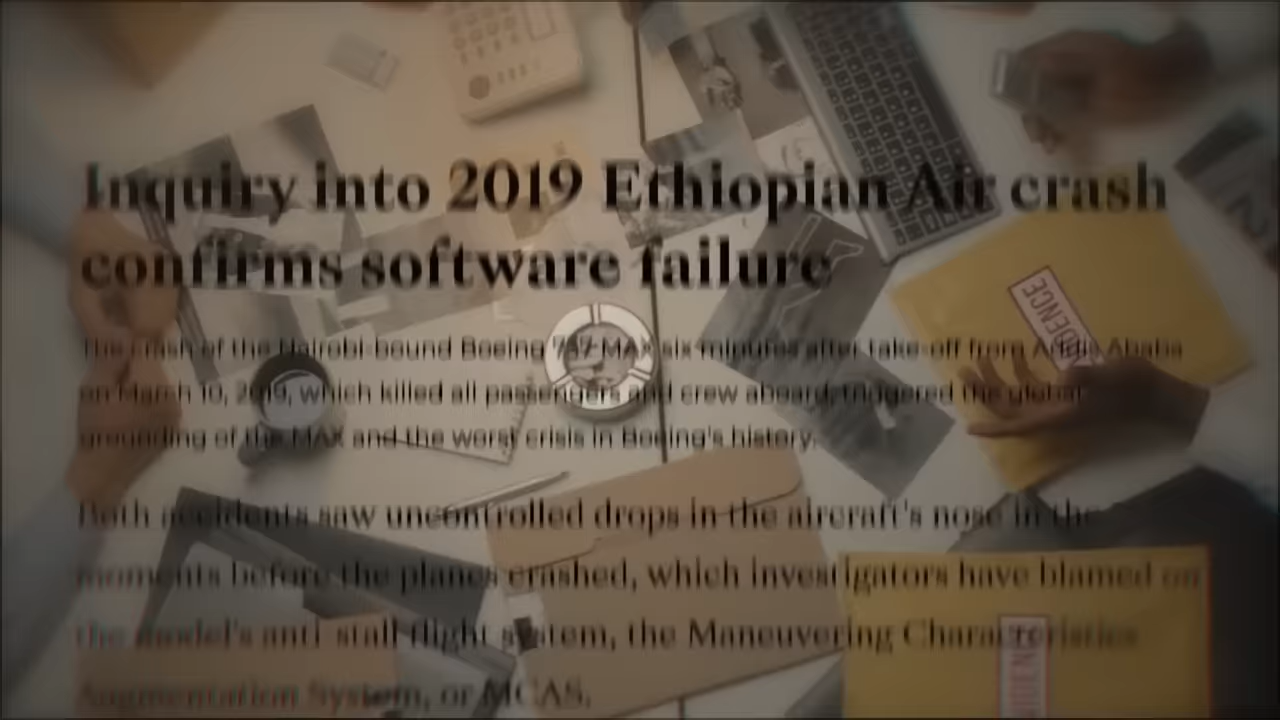 Inquiry into 2019 Ethiopian Air crash
confirms software failure
EVIDENCE
The crash of the Nairobi-bound Boeing 737 MAX six minutes after take-off from Addis Ababa
on March 10, 2019, which killed all passengers and crew aboard, triggered the global
grounding of the MAX and the worst crisis in Boeing's history.
Both accidents saw uncontrolled drops in the aircraft's nose in the
moments before the planes crashed, which investigators have blamed on
the model's anti-stall flight system, the Maneuvering Characteristics
EVIDENCE
Augmentation System, or MCAS.